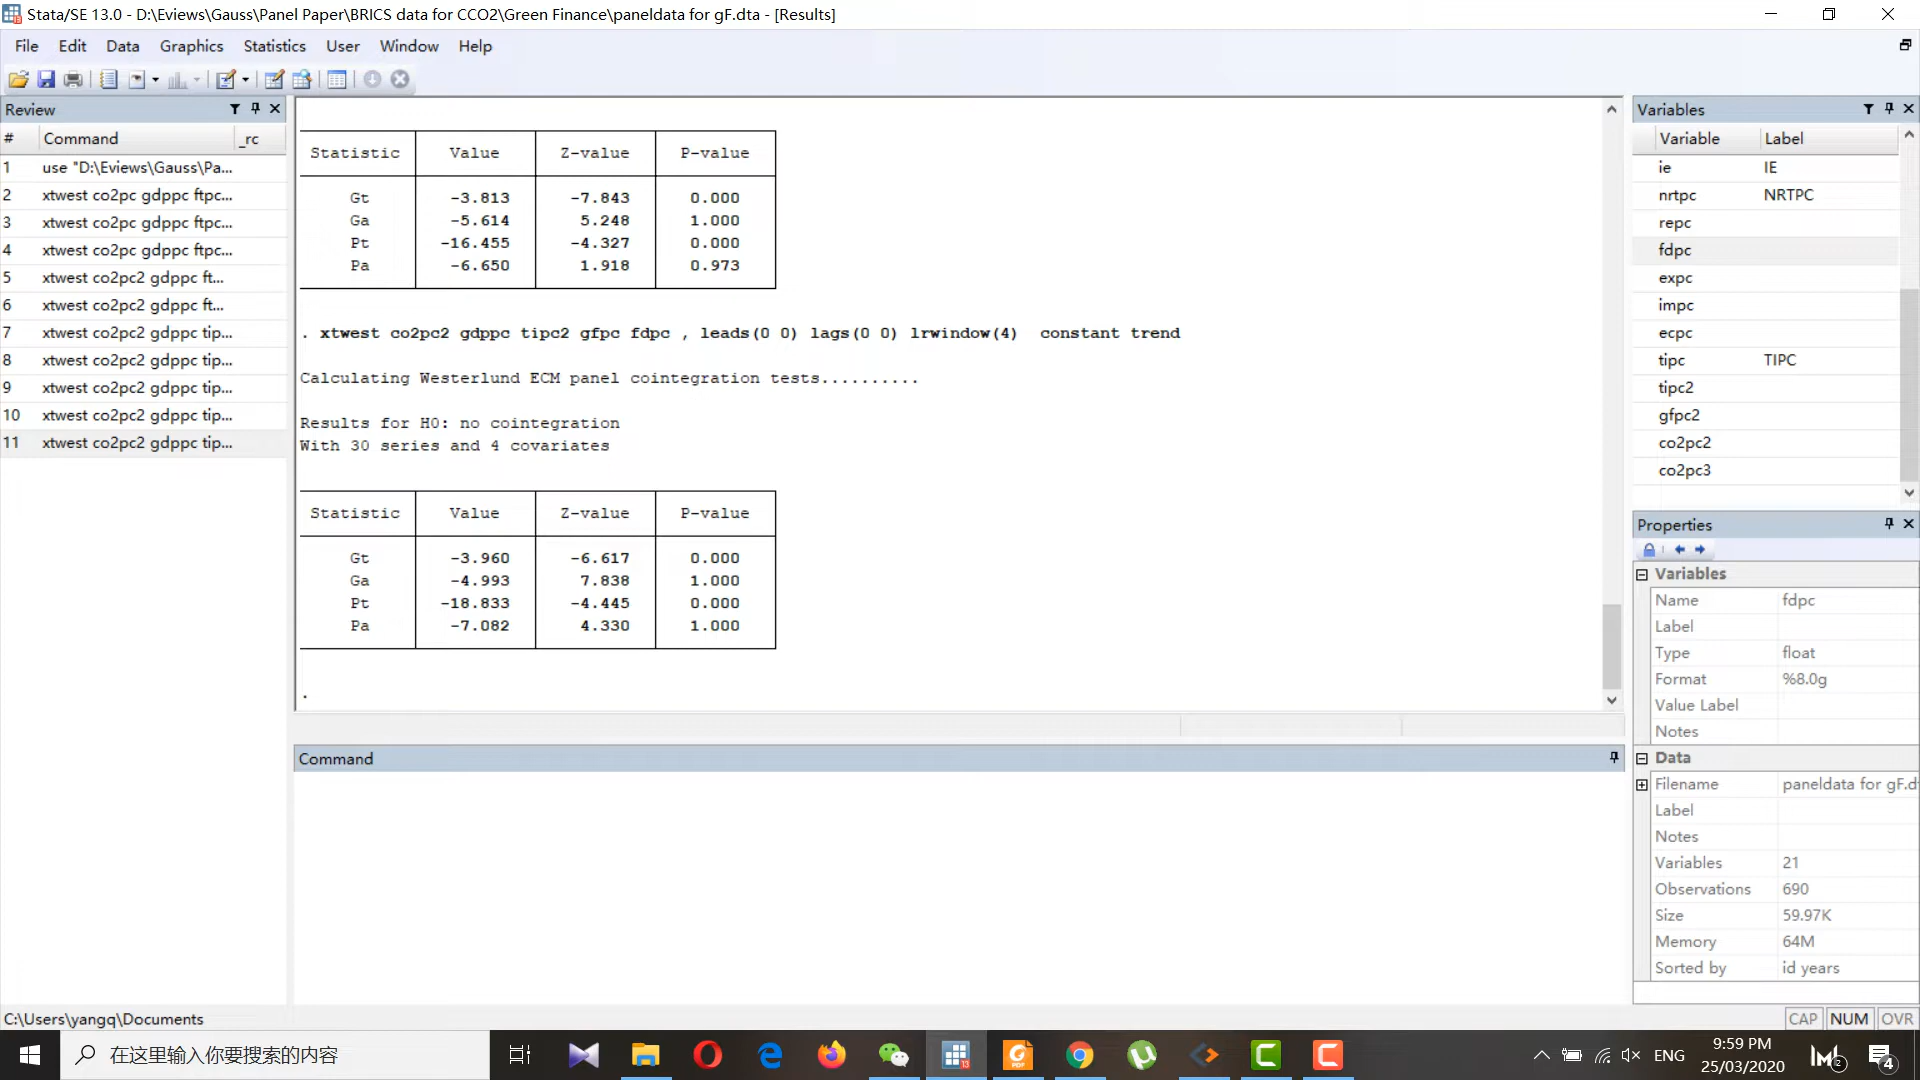 Stata/SE 13.0 - D:\Eviews\Gauss\Panel Paper\BRICS data for CCO2\Green Finance\paneldata for gF.dta - [Results]
File Edit Data Graphics Statistics User Window Help
Review
# Command _rc
1 use "D:\Eviews\Gauss\Pa...
2 xtwest co2pc gdppc ftpc...
3 xtwest co2pc gdppc ftpc...
4 xtwest co2pc gdppc ftpc...
5 xtwest co2pc2 gdppc ft...
6 xtwest co2pc2 gdppc ft...
7 xtwest co2pc2 gdppc tip...
8 xtwest co2pc2 gdppc tip...
9 xtwest co2pc2 gdppc tip...
10 xtwest co2pc2 gdppc tip...
11 xtwest co2pc2 gdppc tip...
Statistic Value Z-value P-value
Gt -3.813 -7.843 0.000
Ga -5.614 5.248 1.000
Pt -16.455 -4.327 0.000
Pa -6.650 1.918 0.973
. xtwest co2pc2 gdppc tipc2 gfpc fdpc , leads(0 0) lags(0 0) lrwindow(4) constant trend
Calculating Westerlund ECM panel cointegration tests..........
Results for H0: no cointegration
With 30 series and 4 covariates
Statistic Value Z-value P-value
Gt -3.960 -6.617 0.000
Ga -4.993 7.838 1.000
Pt -18.833 -4.445 0.000
Pa -7.082 4.330 1.000
.
Command
Variables
Variable Label
ie IE
nrtpc NRTPC
repc
fdpc
expc
impc
ecpc
tipc TIPC
tipc2
gfpc2
co2pc2
co2pc3
Properties
Variables
Name fdpc
Label
Type float
Format %8.0g
Value Label
Notes
Data
Filename paneldata for gF.d
Label
Notes
Variables 21
Observations 690
Size 59.97K
Memory 64M
Sorted by id years
C:\Users\yangq\Documents
CAP NUM OVR
在这里输入你要搜索的内容
ENG
9:59 PM
25/03/2020
2
4